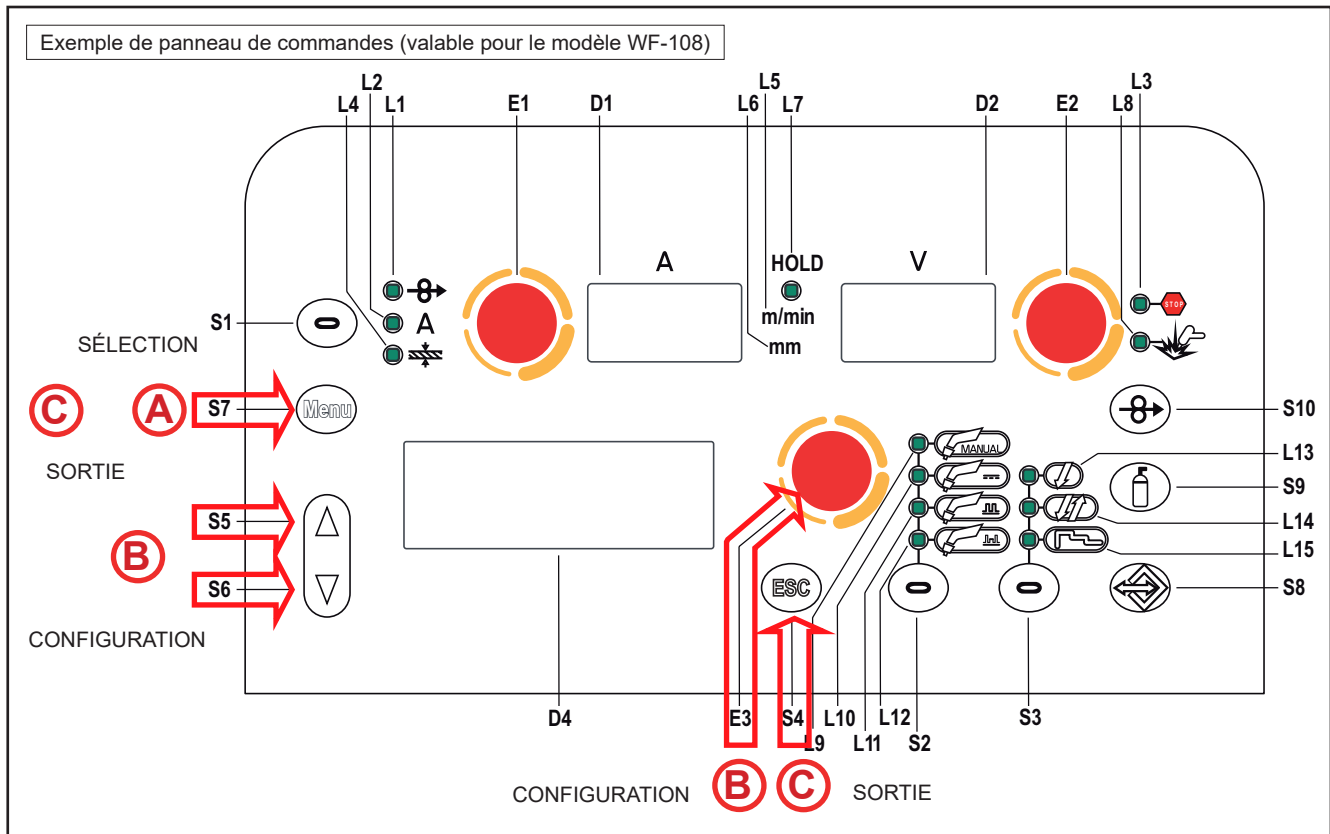 Exemple de panneau de commandes (valable pour le modèle WF-108)
L2 L5 L3
L4 L1 E1 D1 L6 L7 D2 E2 L8
A HOLD V
STOP
S1 A m/min
SÉLECTION mm
C A S7 Menu S10
MANUAL L13
SORTIE
S9
S5 L14
B L15
S6 ESC S8
CONFIGURATION
D4 E3 S4 L10 L12 S3
L9 L11 S2
CONFIGURATION B C SORTIE